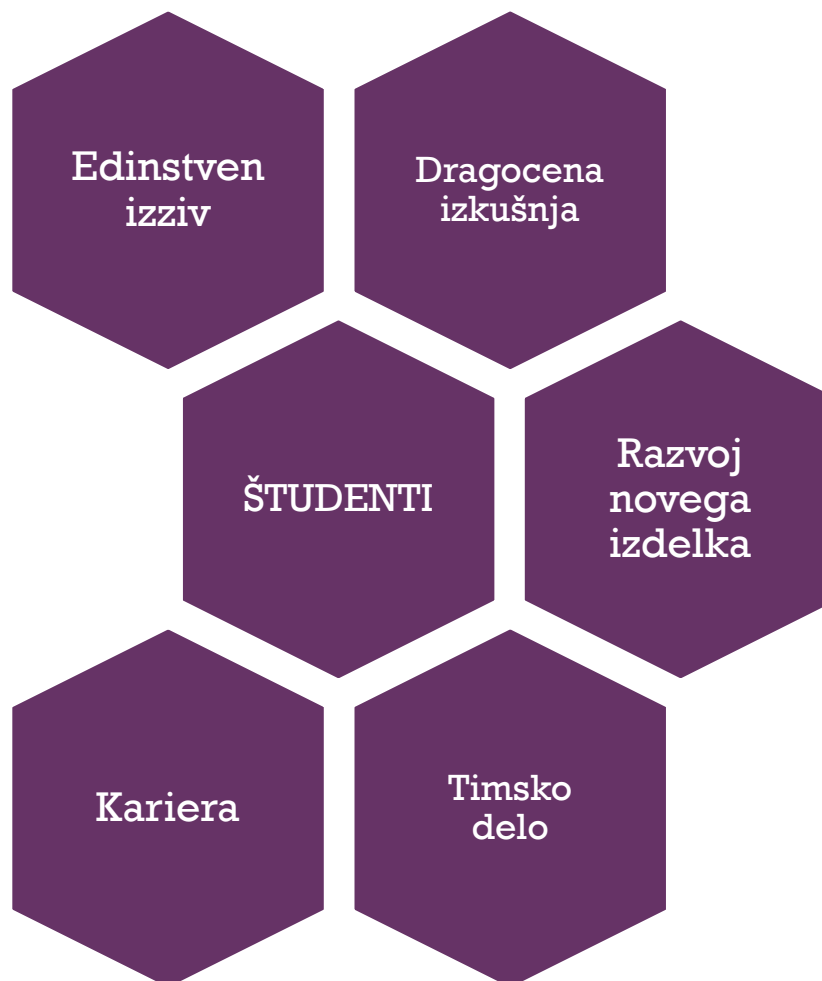 Edinstven
izziv
Dragocena
izkušnja
ŠTUDENTI
Razvoj
novega
izdelka
Kariera
Timsko
delo